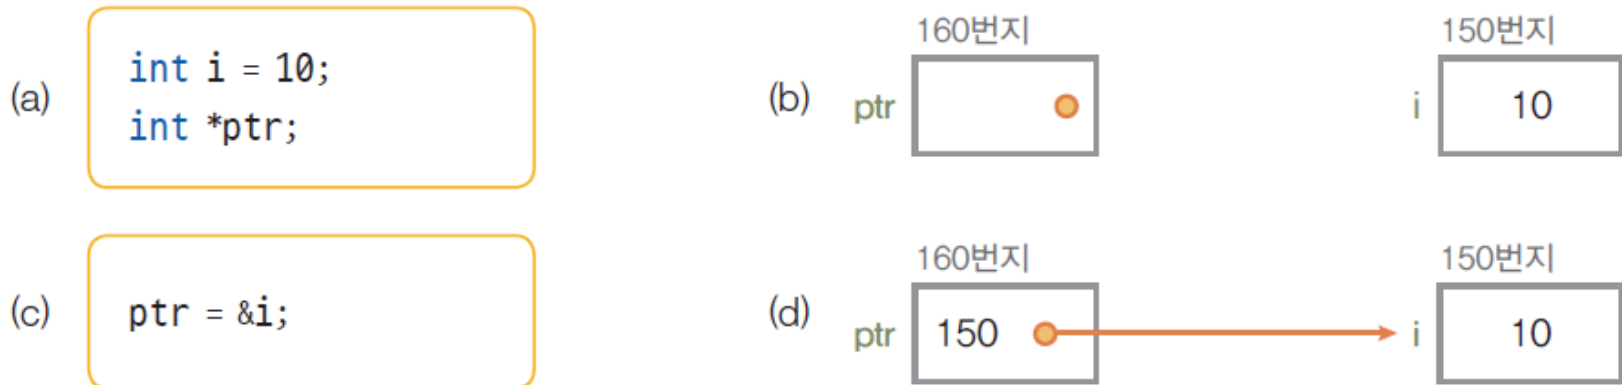 (a)
int i = 10;
int *ptr;
(b)
160번지
ptr
150번지
i 10
(c)
ptr = &i;
(d)
160번지
ptr 150
150번지
i 10